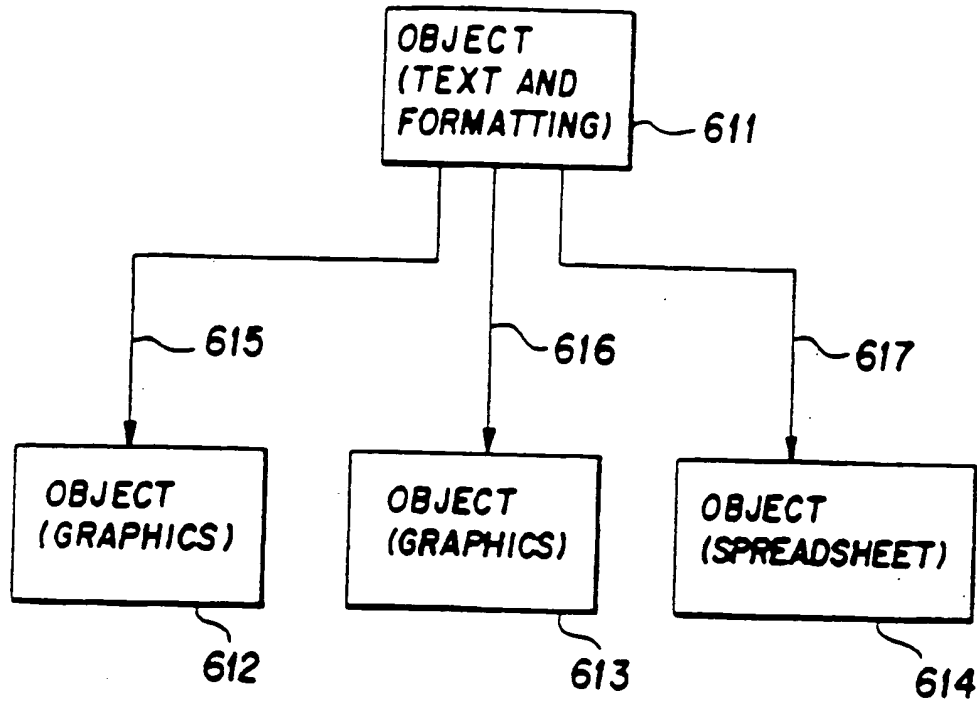 OBJECT
(TEXT AND
FORMATTING)
611
615
616
617
OBJECT
(GRAPHICS)
OBJECT
(GRAPHICS)
OBJECT
(SPREADSHEET)
612
613
614